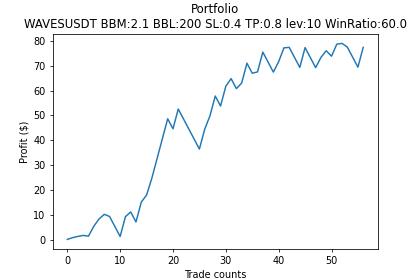 Portfolio
WAVESUSDT BBM:2.1 BBL:200 SL:0.4 TP:0.8 lev:10 WinRatio:60.0
80
70
60
50
40
30
20
10
0
Profit ($)
0 10 20 30 40 50
Trade counts